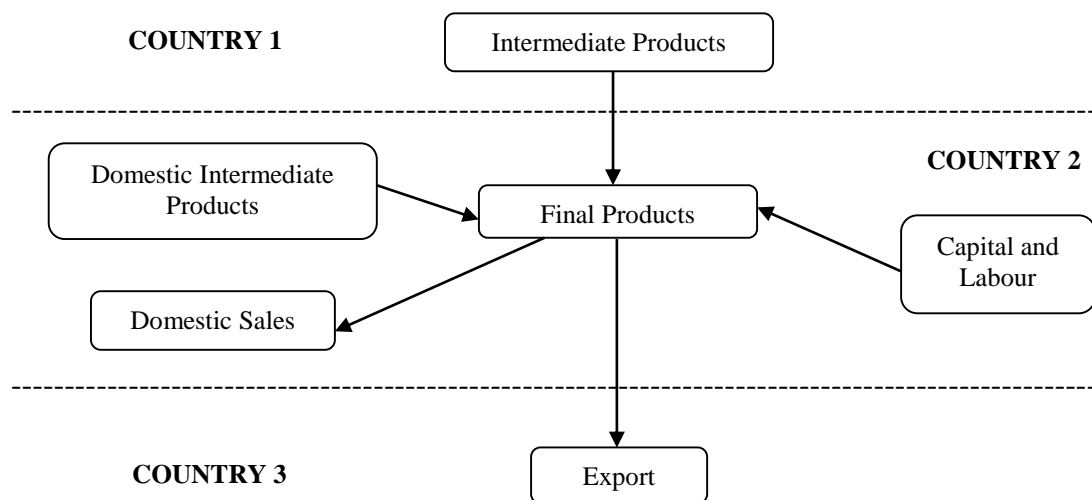 COUNTRY 1
Intermediate Products
Domestic Intermediate
Products
COUNTRY 2
Final Products
Capital and
Labour
Domestic Sales
COUNTRY 3
Export